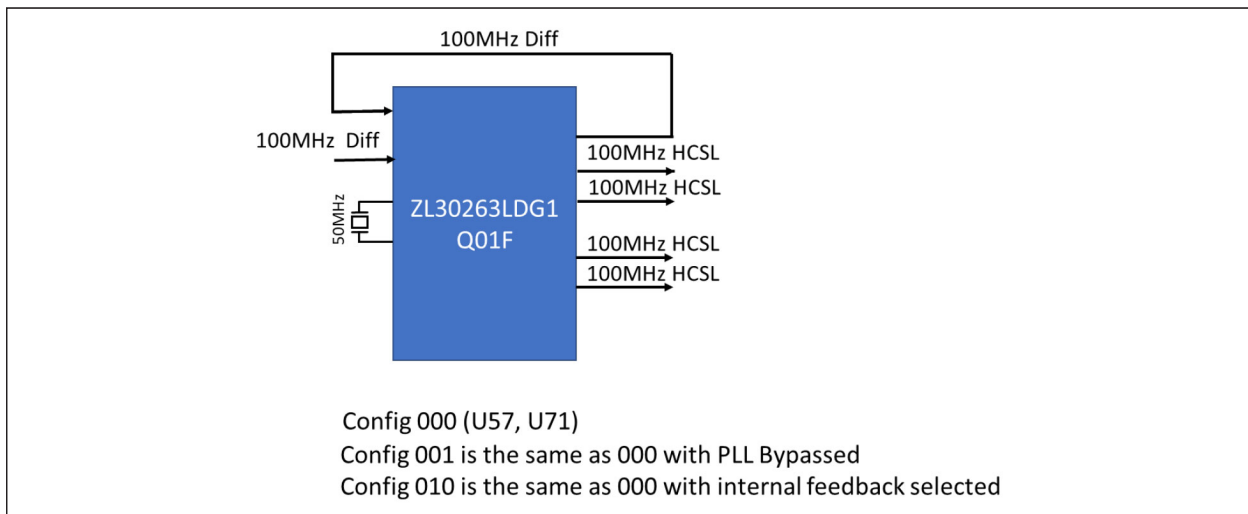 100MHz Diff
100MHz Diff
100MHz HCSL
100MHz HCSL
50MHz
ZL30263LDG1
Q01F
100MHz HCSL
100MHz HCSL
Config 000 (U57, U71)
Config 001 is the same as 000 with PLL Bypassed
Config 010 is the same as 000 with internal feedback selected